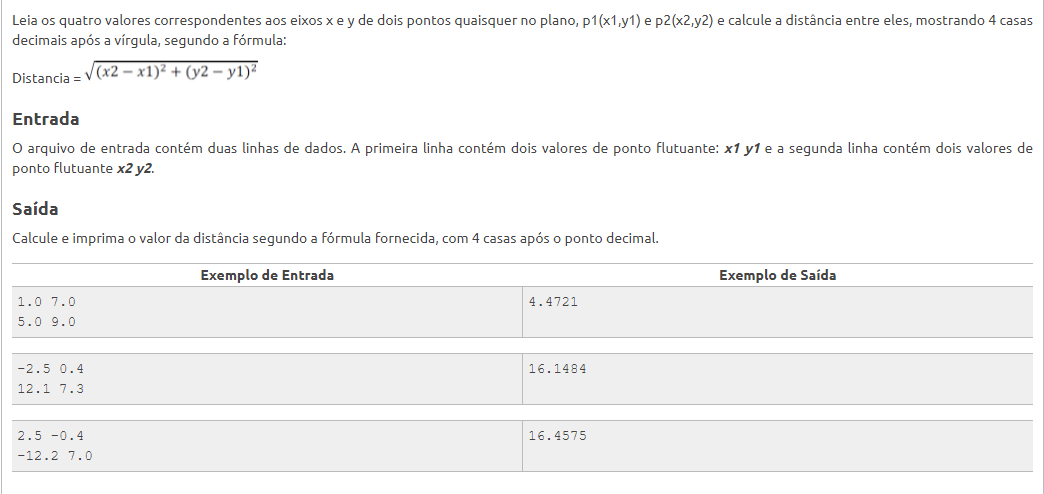 Leia os quatro valores correspondentes aos eixos x e y de dois pontos quaisquer no plano, p1(x1,y1) e p2(x2,y2) e calcule a distância entre eles, mostrando 4 casas
decimais após a vírgula, segundo a fórmula:
Distancia = √(x2 − x1)² + (y2 − y1)²
Entrada
O arquivo de entrada contém duas linhas de dados. A primeira linha contém dois valores de ponto flutuante: x1 y1 e a segunda linha contém dois valores de
ponto flutuante x2 y2.
Saída
Calcule e imprima o valor da distância segundo a fórmula fornecida, com 4 casas após o ponto decimal.
Exemplo de Entrada Exemplo de Saída
1.0 7.0 4.4721
5.0 9.0
-2.5 0.4 16.1484
12.1 7.3
2.5 -0.4 16.4575
-12.2 7.0